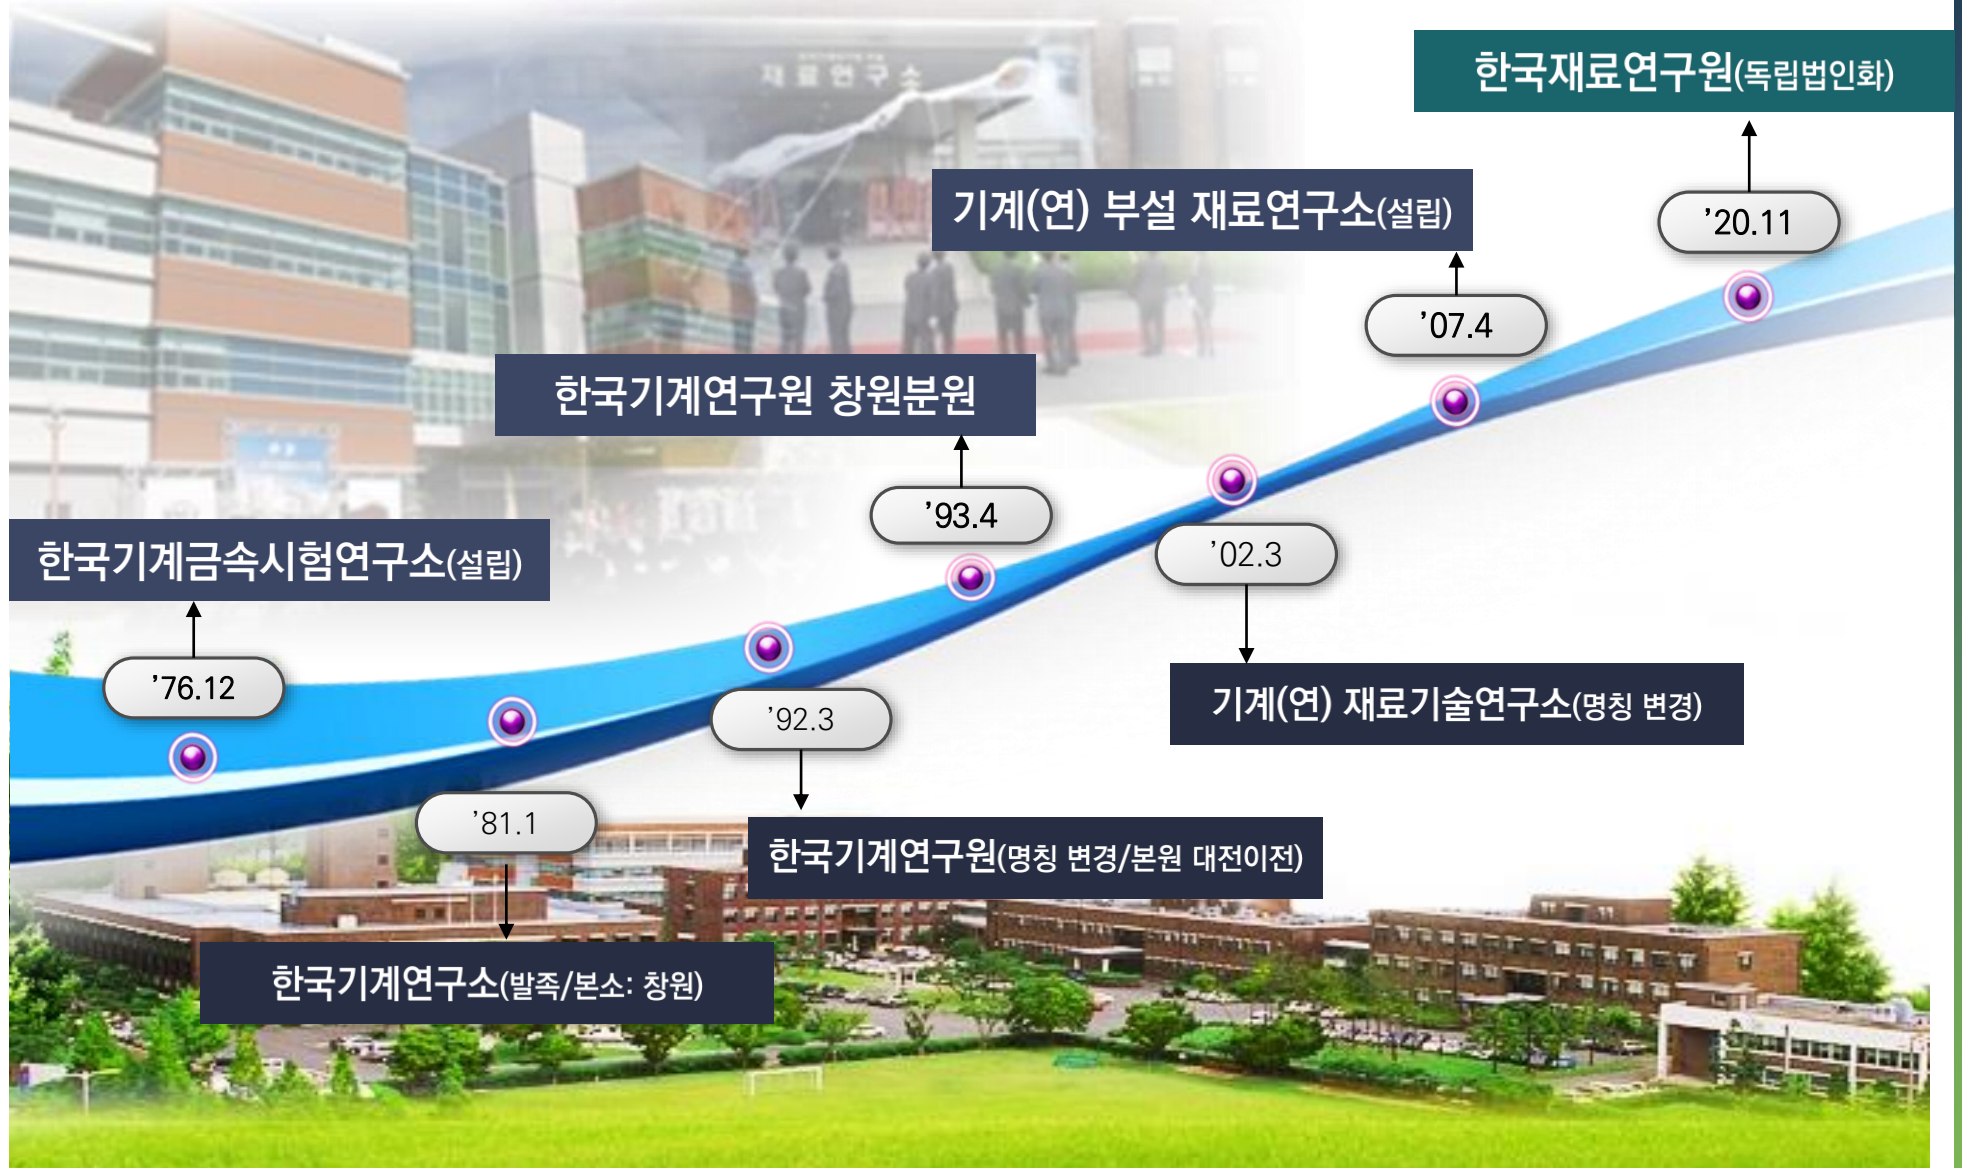 재료연구소
한국재료연구원(독립법인화)
’20.11
기계(연) 부설 재료연구소(설립)
’07.4
한국기계연구원 창원분원
’93.4
’02.3
한국기계금속시험연구소(설립)
’76.12
기계(연) 재료기술연구소(명칭 변경)
’92.3
’81.1
한국기계연구원(명칭 변경/본원 대전이전)
한국기계연구소(발족/본소: 창원)